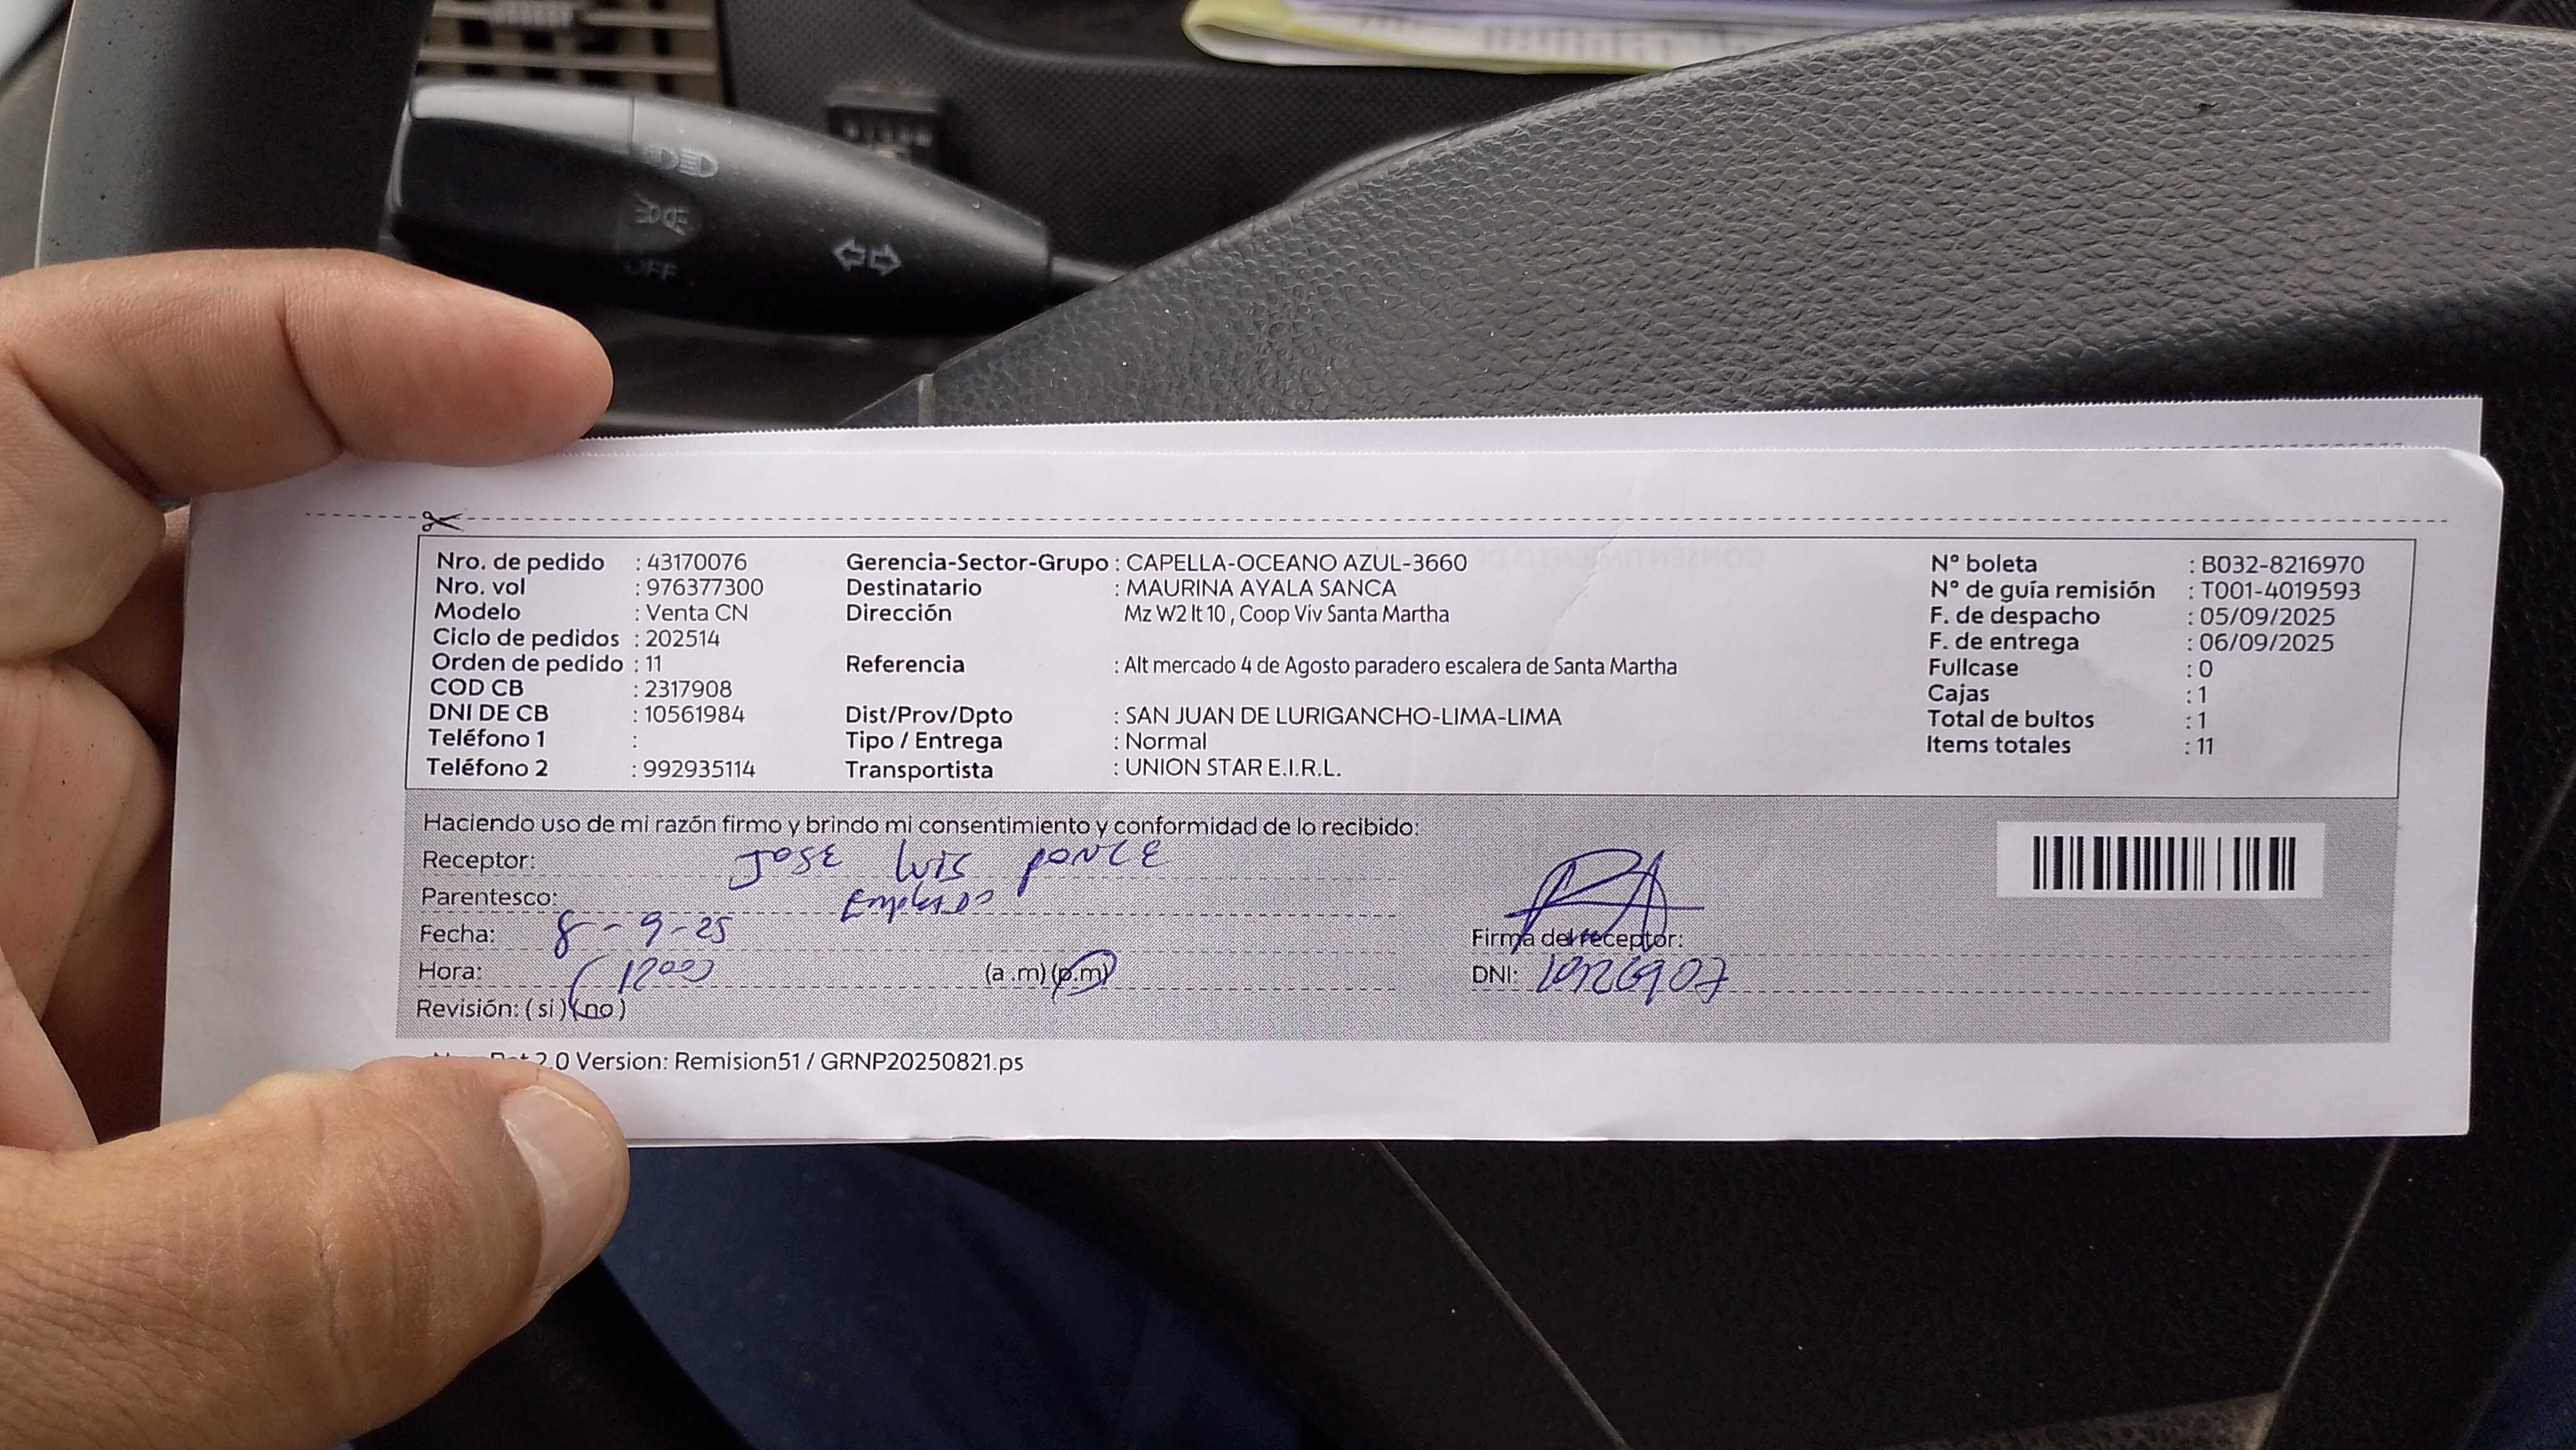 OFF
Nro. de pedido : 43170076
Nro. vol : 976377300
Modelo : Venta CN
Ciclo de pedidos : 202514
Orden de pedido : 11
COD CB : 2317908
DNI DE CB : 10561984
Teléfono 1 :
Teléfono 2 : 992935114
Gerencia-Sector-Grupo : CAPELLA-OCEANO AZUL-3660
Destinatario : MAURINA AYALA SANCA
Dirección Mz W2 lt 10 , Coop Viv Santa Martha
Referencia : Alt mercado 4 de Agosto paradero escalera de Santa Martha
Dist/Prov/Dpto : SAN JUAN DE LURIGANCHO-LIMA-LIMA
Tipo / Entrega : Normal
Transportista : UNION STAR E.I.R.L.
N° boleta : B032-8216970
N° de guía remisión : T001-4019593
F. de despacho : 05/09/2025
F. de entrega : 06/09/2025
Fullcase : 0
Cajas : 1
Total de bultos : 1
Items totales : 11
Haciendo uso de mi razón firmo y brindo mi consentimiento y conformidad de lo recibido:
Receptor: JOSE LUIS PONCE
Parentesco:
Fecha: 8-9-25
Hora: 1200 (a .m) (p.m)
Revisión: ( si ) (no )
Firma del receptor:
DNI:
2.0 Version: Remision51 / GRNP20250821.ps